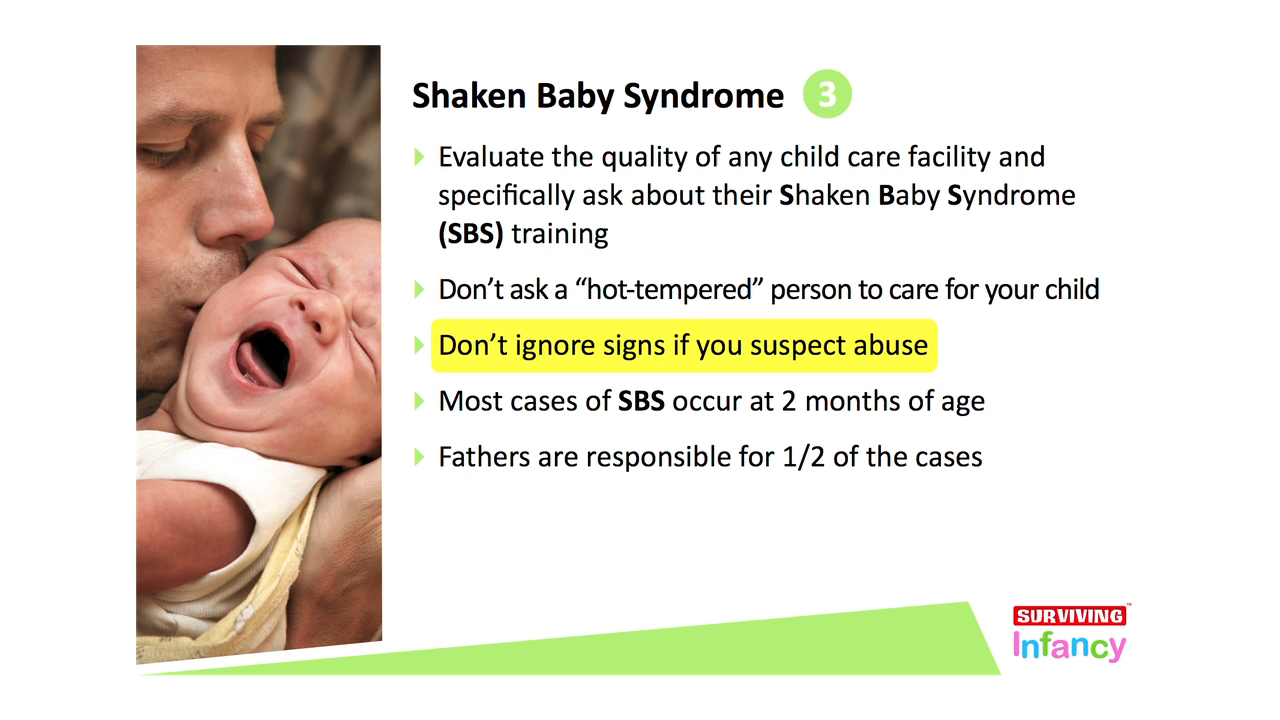 Shaken Baby Syndrome 3
Evaluate the quality of any child care facility and
specifically ask about their Shaken Baby Syndrome
(SBS) training
Don’t ask a “hot-tempered” person to care for your child
Don’t ignore signs if you suspect abuse
Most cases of SBS occur at 2 months of age
Fathers are responsible for 1/2 of the cases
SURVIVING™
Infancy